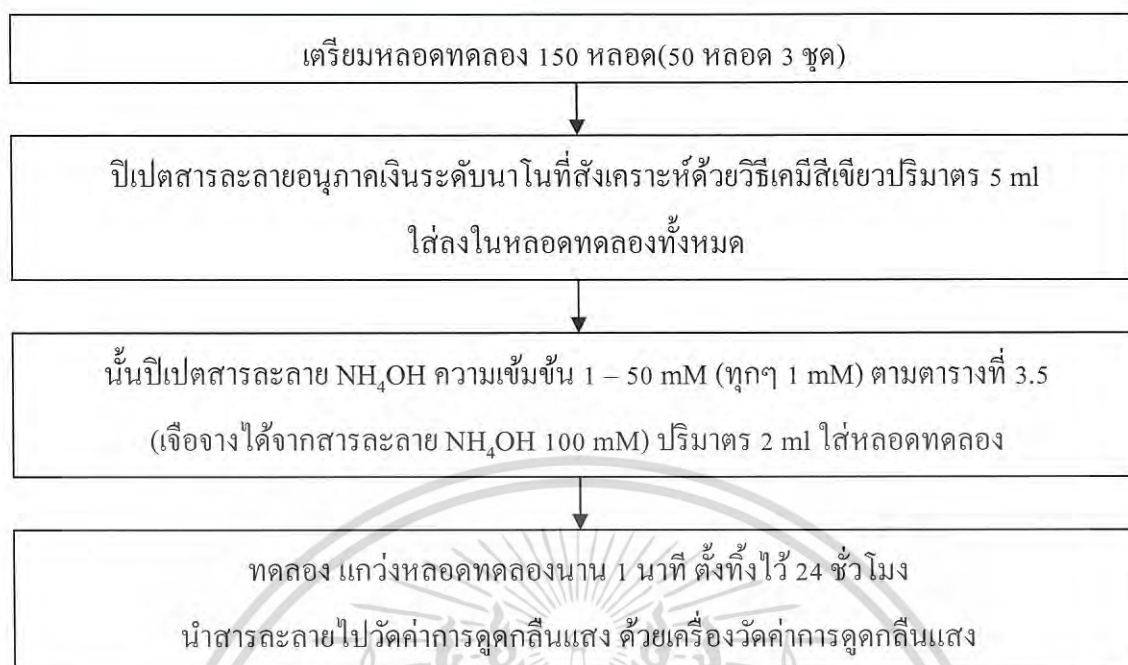 เตรียมหลอดทดลอง 150 หลอด(50 หลอด 3 ชุด)
ปิเปตสารละลายอนุภาคเงินระดับนาโนที่สังเคราะห์ด้วยวิธีเคมีสีเขียวปริมาตร 5 ml
ใส่ลงในหลอดทดลองทั้งหมด
นั้นปิเปตสารละลาย NH₄OH ความเข้มข้น 1 – 50 mM (ทุกๆ 1 mM) ตามตารางที่ 3.5
(เจือจางได้จากสารละลาย NH₄OH 100 mM) ปริมาตร 2 ml ใส่หลอดทดลอง
ทดลอง แกว่งหลอดทดลองนาน 1 นาที ตั้งทิ้งไว้ 24 ชั่วโมง
นำสารละลายไปวัดค่าการดูดกลืนแสง ด้วยเครื่องวัดค่าการดูดกลืนแสง